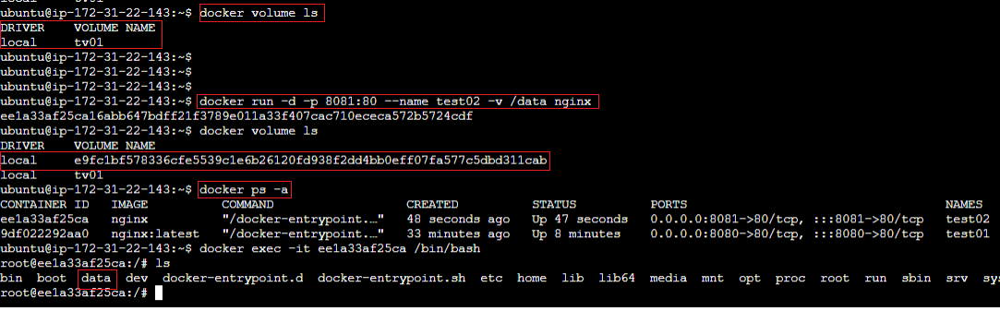 ubuntu@ip-172-31-22-143:~$ docker volume ls
DRIVER    VOLUME NAME
local     tv01
ubuntu@ip-172-31-22-143:~$
ubuntu@ip-172-31-22-143:~$
ubuntu@ip-172-31-22-143:~$
ubuntu@ip-172-31-22-143:~$ docker run -d -p 8081:80 --name test02 -v /data nginx
ee1a33af25ca16abb647bdff21f3789e011a33f407cac710ececa572b5724cdf
ubuntu@ip-172-31-22-143:~$ docker volume ls
DRIVER    VOLUME NAME
local     e9fc1bf578336cfe5539c1e6b26120fd938f2dd4bb0eff07fa577c5dbd311cab
local     tv01
ubuntu@ip-172-31-22-143:~$ docker ps -a
CONTAINER ID   IMAGE          COMMAND                  CREATED          STATUS          PORTS                                   NAMES
ee1a33af25ca   nginx          "/docker-entrypoint.…"   48 seconds ago   Up 47 seconds   0.0.0.0:8081->80/tcp, :::8081->80/tcp   test02
9df022292aa0   nginx:latest   "/docker-entrypoint.…"   33 minutes ago   Up 8 minutes    0.0.0.0:8080->80/tcp, :::8080->80/tcp   test01
ubuntu@ip-172-31-22-143:~$ docker exec -it ee1a33af25ca /bin/bash
root@ee1a33af25ca:/# ls
bin  boot  data  dev  docker-entrypoint.d  docker-entrypoint.sh  etc  home  lib  lib64  media  mnt  opt  proc  root  run  sbin  srv  sy
root@ee1a33af25ca:/#